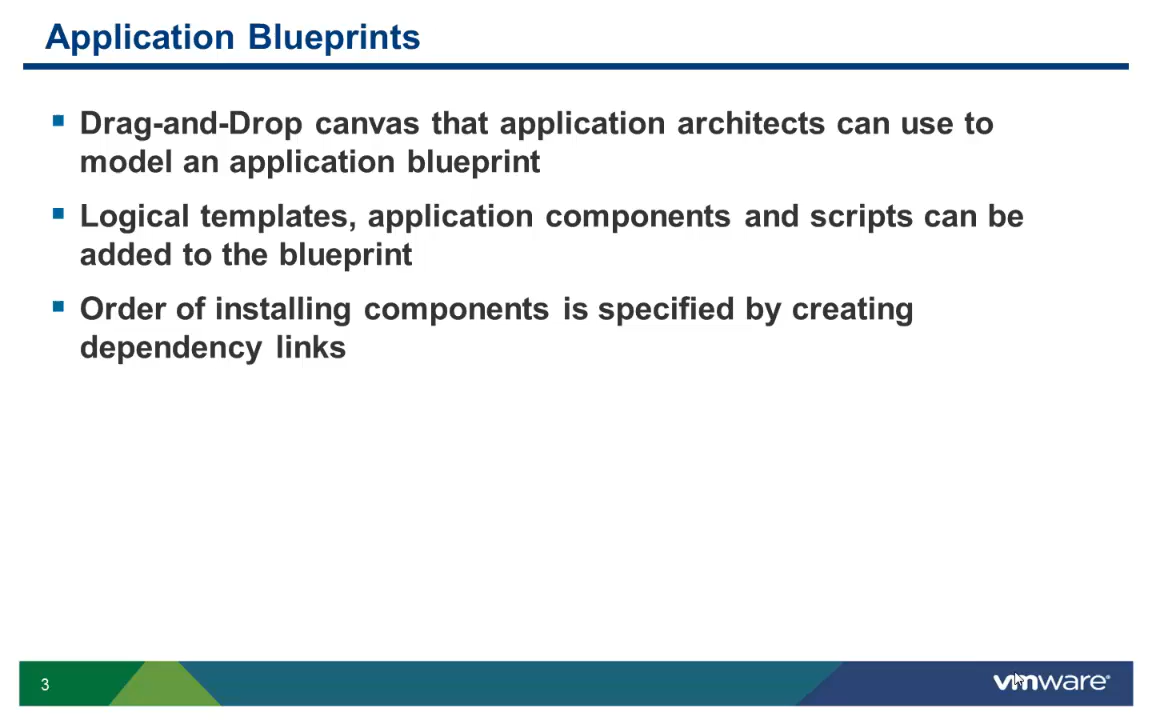 Application Blueprints
Drag-and-Drop canvas that application architects can use to
model an application blueprint
Logical templates, application components and scripts can be
added to the blueprint
Order of installing components is specified by creating
dependency links
3
vmware®